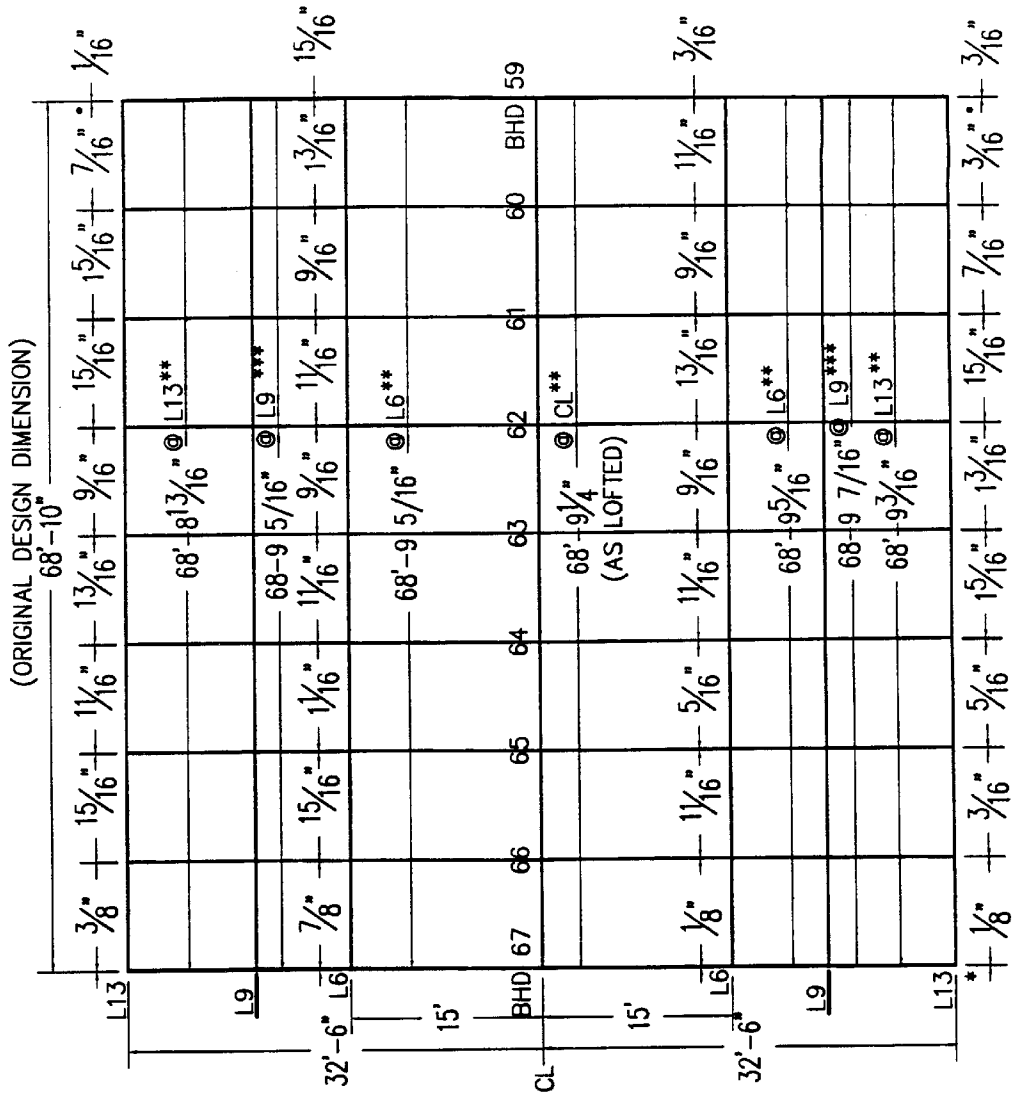 (ORIGINAL DESIGN DIMENSION)
68'-10"
3/8" 15/16" 11/16" 13/16" 9/16" 15/16" 15/16" 7/16" * 1/16"
L13
68'-8 13/16" @ L13**
L9
68-9 5/16" @ L9***
7/8" 15/16" 1 1/16" 11/16" 9/16" 11/16" 9/16" 13/16" 15/16"
L6
68'-9 5/16" @ L6**
32'-6"
15'
BHD 67 66 65 64 63 62 61 60 BHD 59
CL
68'-9 1/4" @ CL**
(AS LOFTED)
15'
32'-6"
1/8" 11/16" 5/16" 11/16" 9/16" 13/16" 9/16" 11/16" 3/16"
L6
68'-9 5/16" @ L6**
L9
68-9 7/16" @ L9***
68'-9 3/16" @ L13**
L13
* 1/8" 3/16" 5/16" 15/16" 13/16" 15/16" 7/16" 3/16" * 3/16"